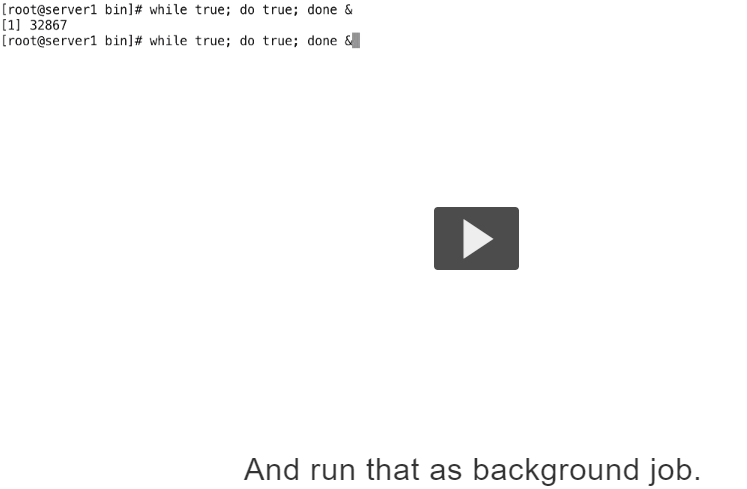 [root@server1 bin]# while true; do true; done &
[1] 32867
[root@server1 bin]# while true; do true; done &
And run that as background job.